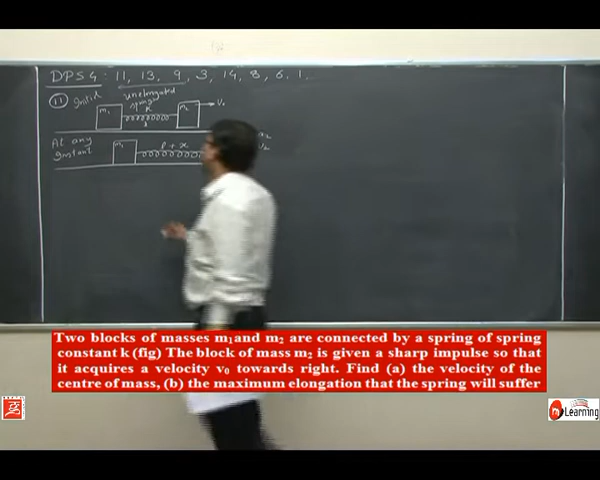 DPS 4 : 11, 13, 9, 3, 14, 8, 6, 1.
11 Initial unelongated spring
m1 K m2 v0
l
At any instant m1 l + x
Two blocks of masses m₁and m₂ are connected by a spring of spring
constant k (fig) The block of mass m₂ is given a sharp impulse so that
it acquires a velocity v₀ towards right. Find (a) the velocity of the
centre of mass, (b) the maximum elongation that the spring will suffer
m Learning